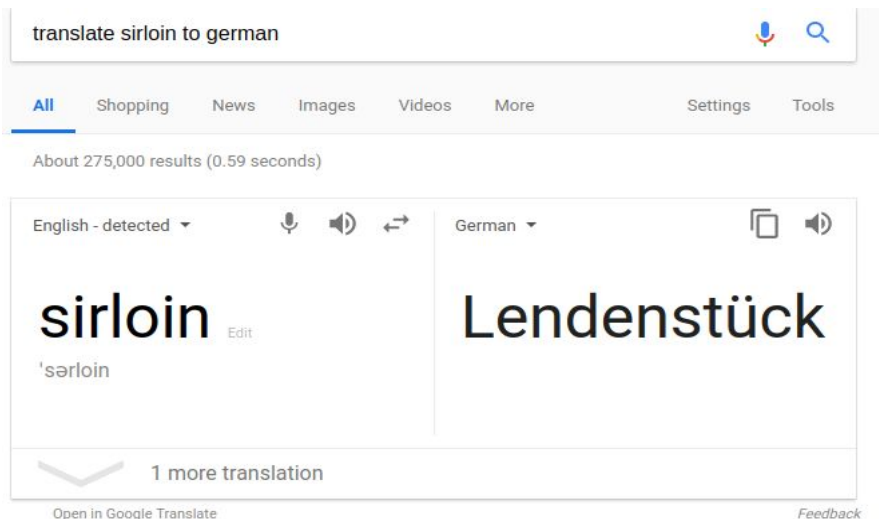 translate sirloin to german
All Shopping News Images Videos More Settings Tools
About 275,000 results (0.59 seconds)
English - detected German
sirloin Edit Lendenstück
'sərloin
1 more translation
Open in Google Translate Feedback